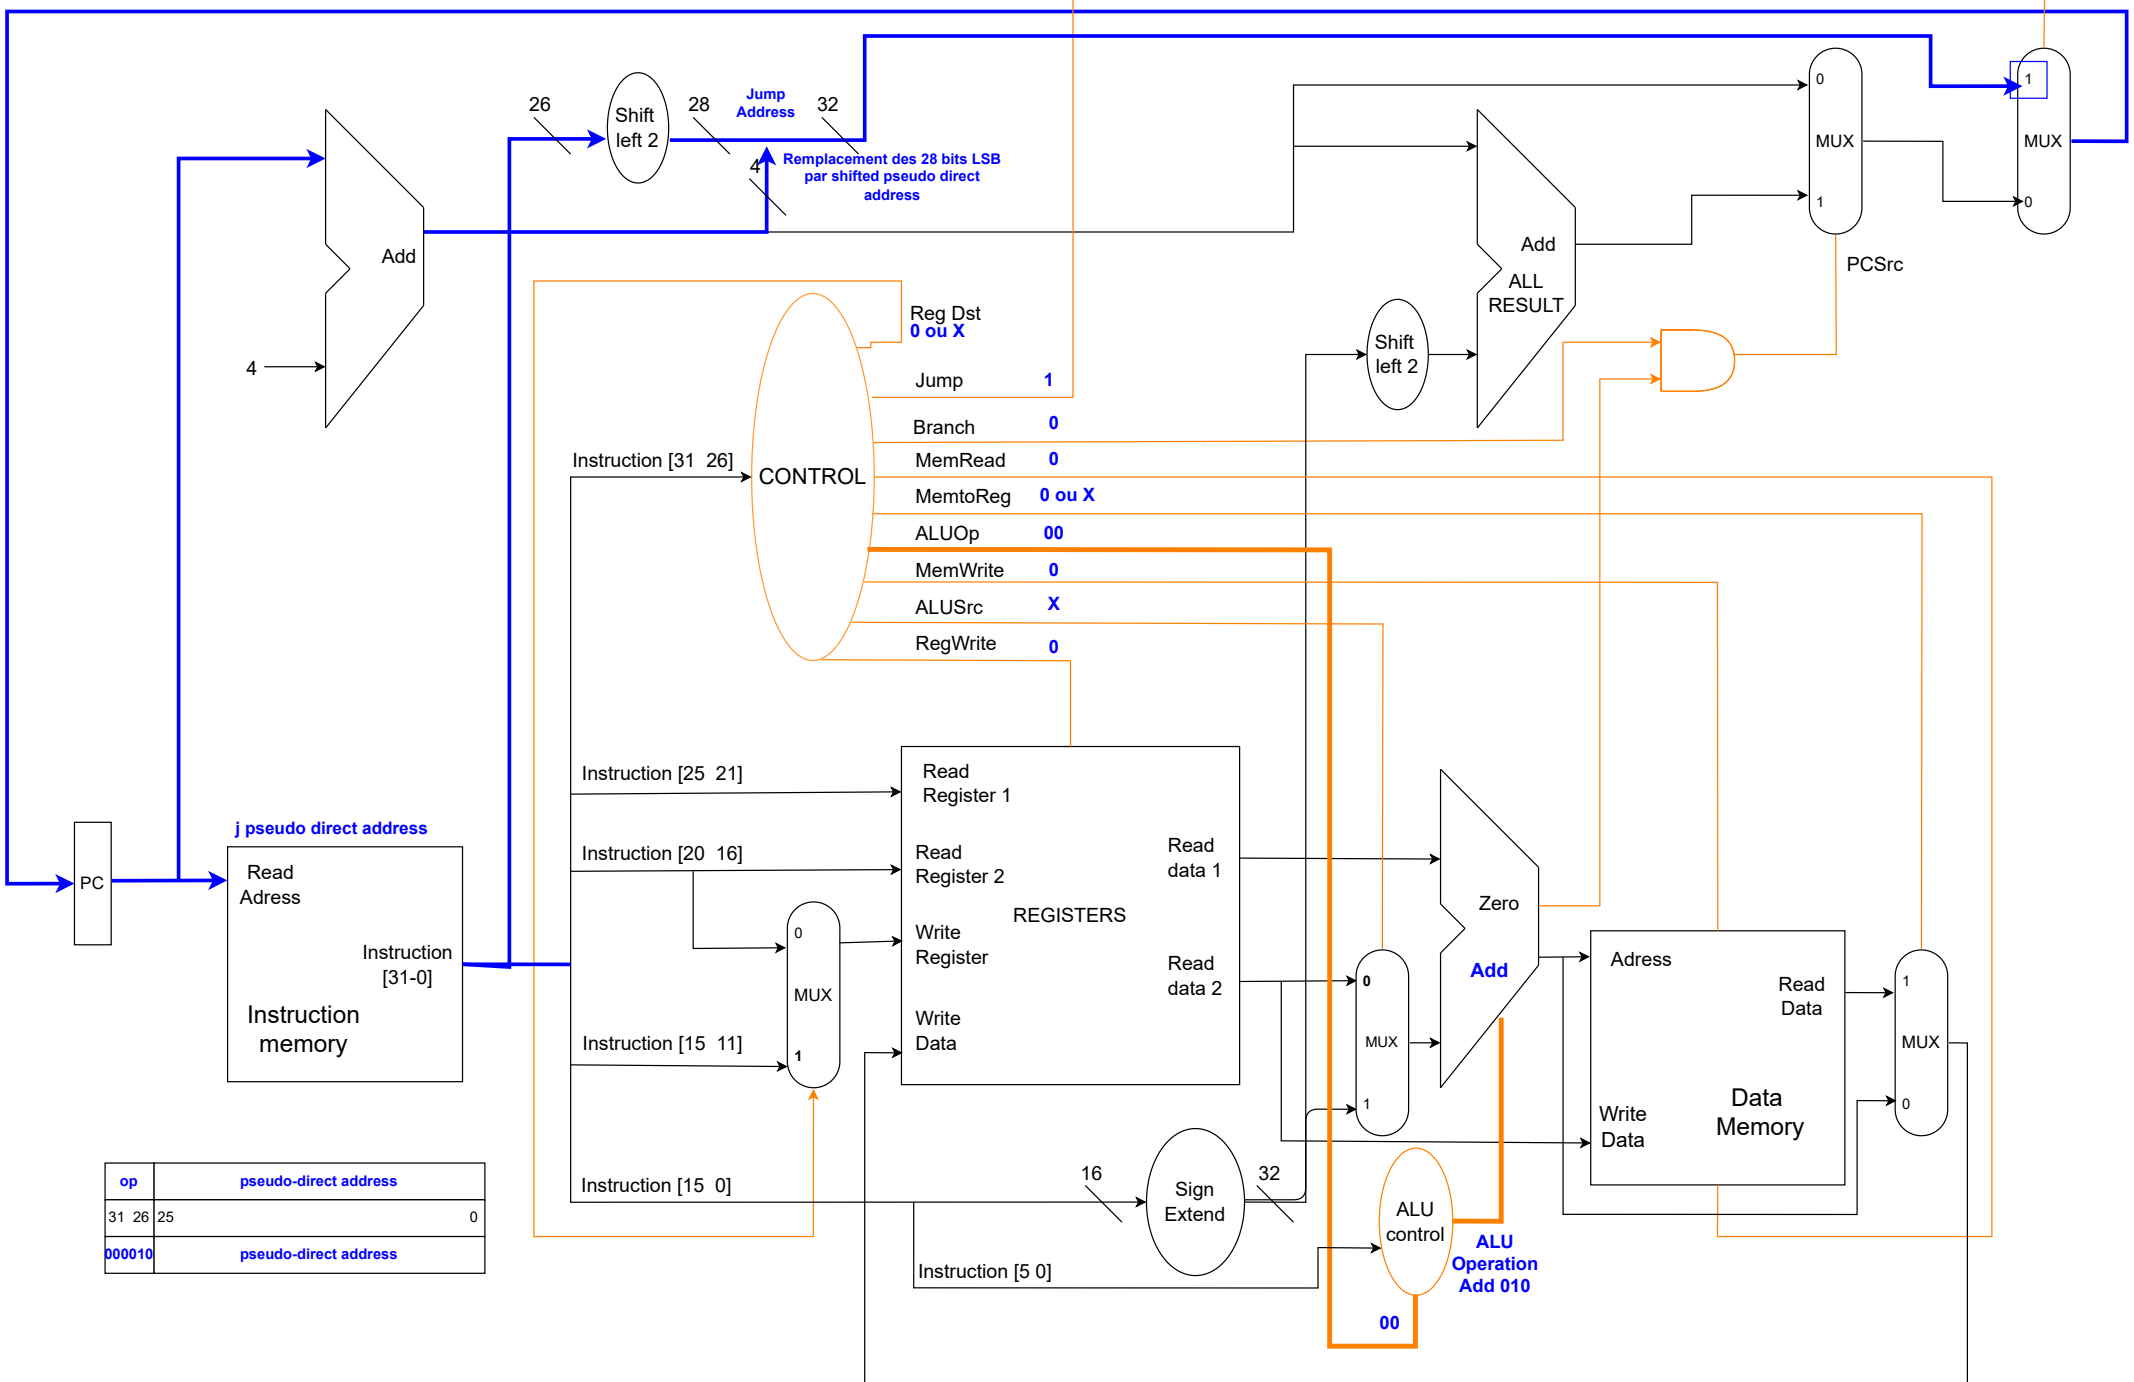 26
Shift
left 2
28
Jump
Address
32
4
Remplacement des 28 bits LSB
par shifted pseudo direct
address
Add
4
0
MUX
1
1
MUX
0
PCSrc
Add
ALL
RESULT
Shift
left 2
Reg Dst
0 ou X
Jump 1
Branch 0
MemRead 0
MemtoReg 0 ou X
ALUOp 00
MemWrite 0
ALUSrc X
RegWrite 0
CONTROL
Instruction [31 26]
Instruction [25 21]
Instruction [20 16]
Instruction [15 11]
Instruction [15 0]
Instruction [5 0]
PC
j pseudo direct address
Read
Adress
Instruction
[31-0]
Instruction
memory
0
MUX
1
Read
Register 1
Read
Register 2
Write
Register
Write
Data
REGISTERS
Read
data 1
Read
data 2
0
MUX
1
Zero
Add
Adress
Read
Data
Write
Data
Data
Memory
1
MUX
0
16
Sign
Extend
32
ALU
control
ALU
Operation
Add 010
00
op pseudo-direct address
31 26 25 0
000010 pseudo-direct address